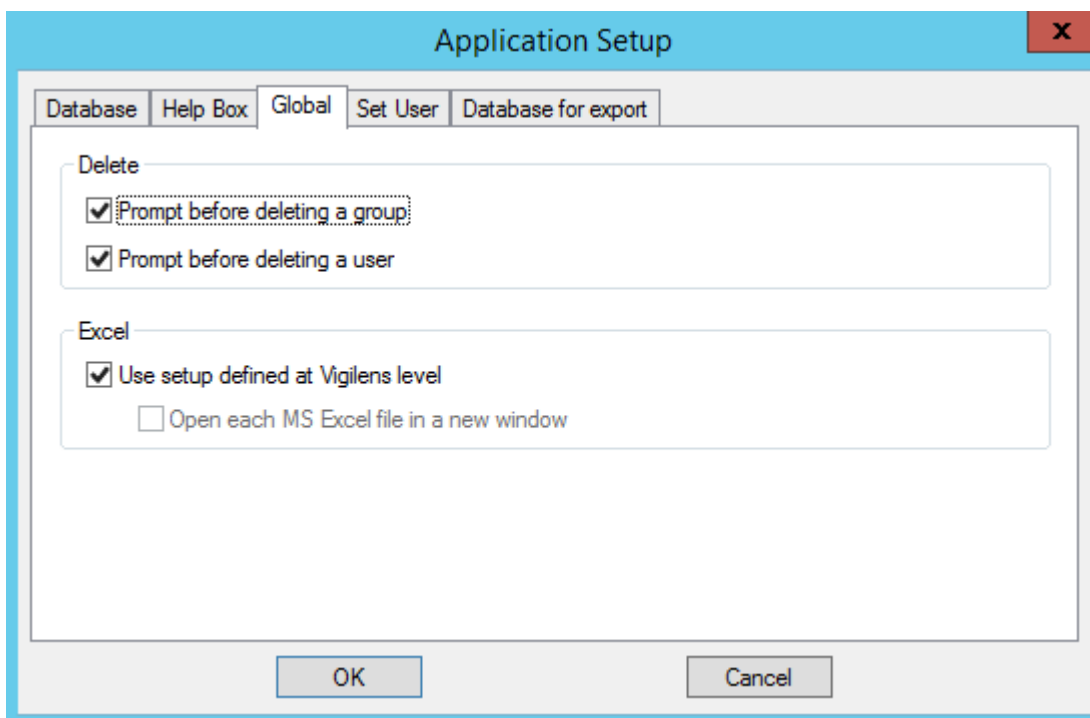 Application Setup
x
Database Help Box Global Set User Database for export
Delete
Prompt before deleting a group
Prompt before deleting a user
Excel
Use setup defined at Vigilens level
Open each MS Excel file in a new window
OK Cancel